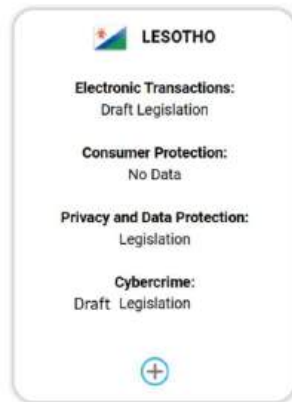 LESOTHO
Electronic Transactions:
Draft Legislation
Consumer Protection:
No Data
Privacy and Data Protection:
Legislation
Cybercrime:
Draft Legislation